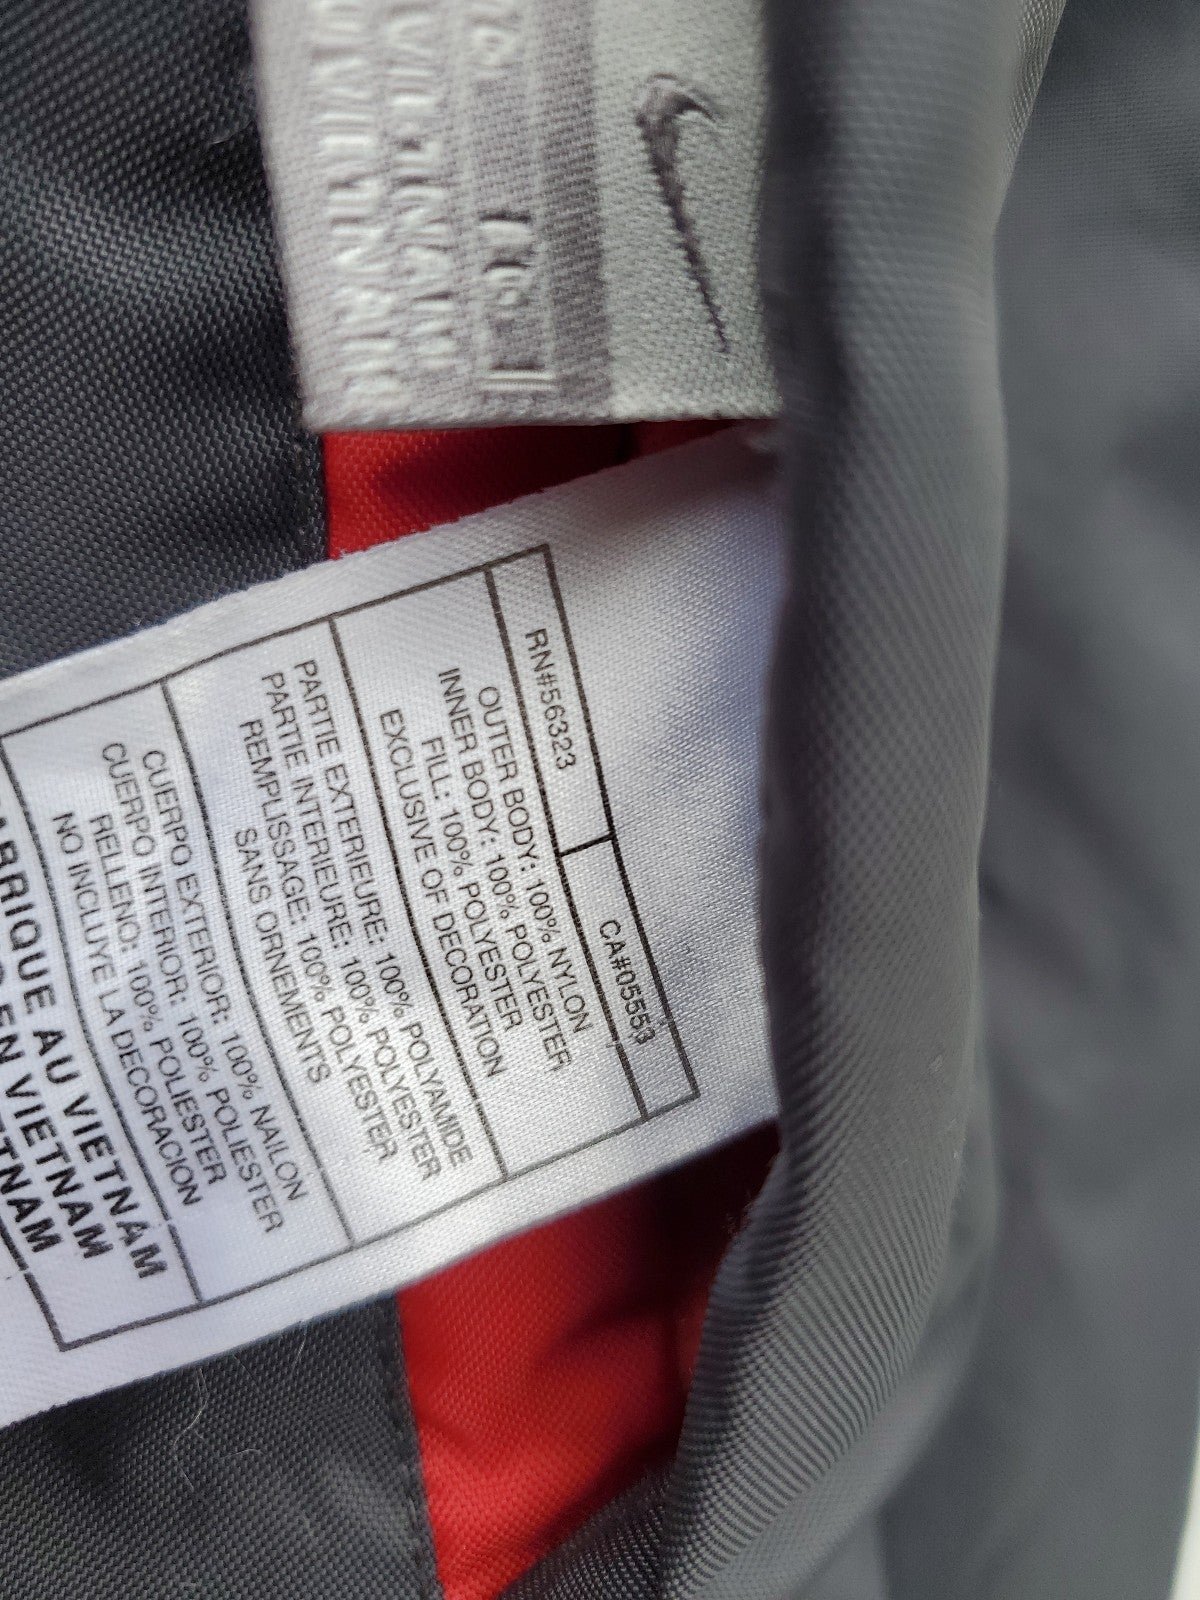 RN#56323
CA#05553
OUTER BODY: 100% NYLON
INNER BODY: 100% POLYESTER
FILL: 100% POLYESTER
EXCLUSIVE OF DECORATION
PARTIE EXTERIEURE: 100% POLYAMIDE
PARTIE INTERIEURE: 100% POLYESTER
REMPLISSAGE: 100% POLYESTER
SANS ORNEMENTS
CUERPO EXTERIOR: 100% NAILON
CUERPO INTERIOR: 100% POLIESTER
RELLENO: 100% POLIESTER
NO INCLUYE LA DECORACION
AU VIETNAM
EN VIETNAM